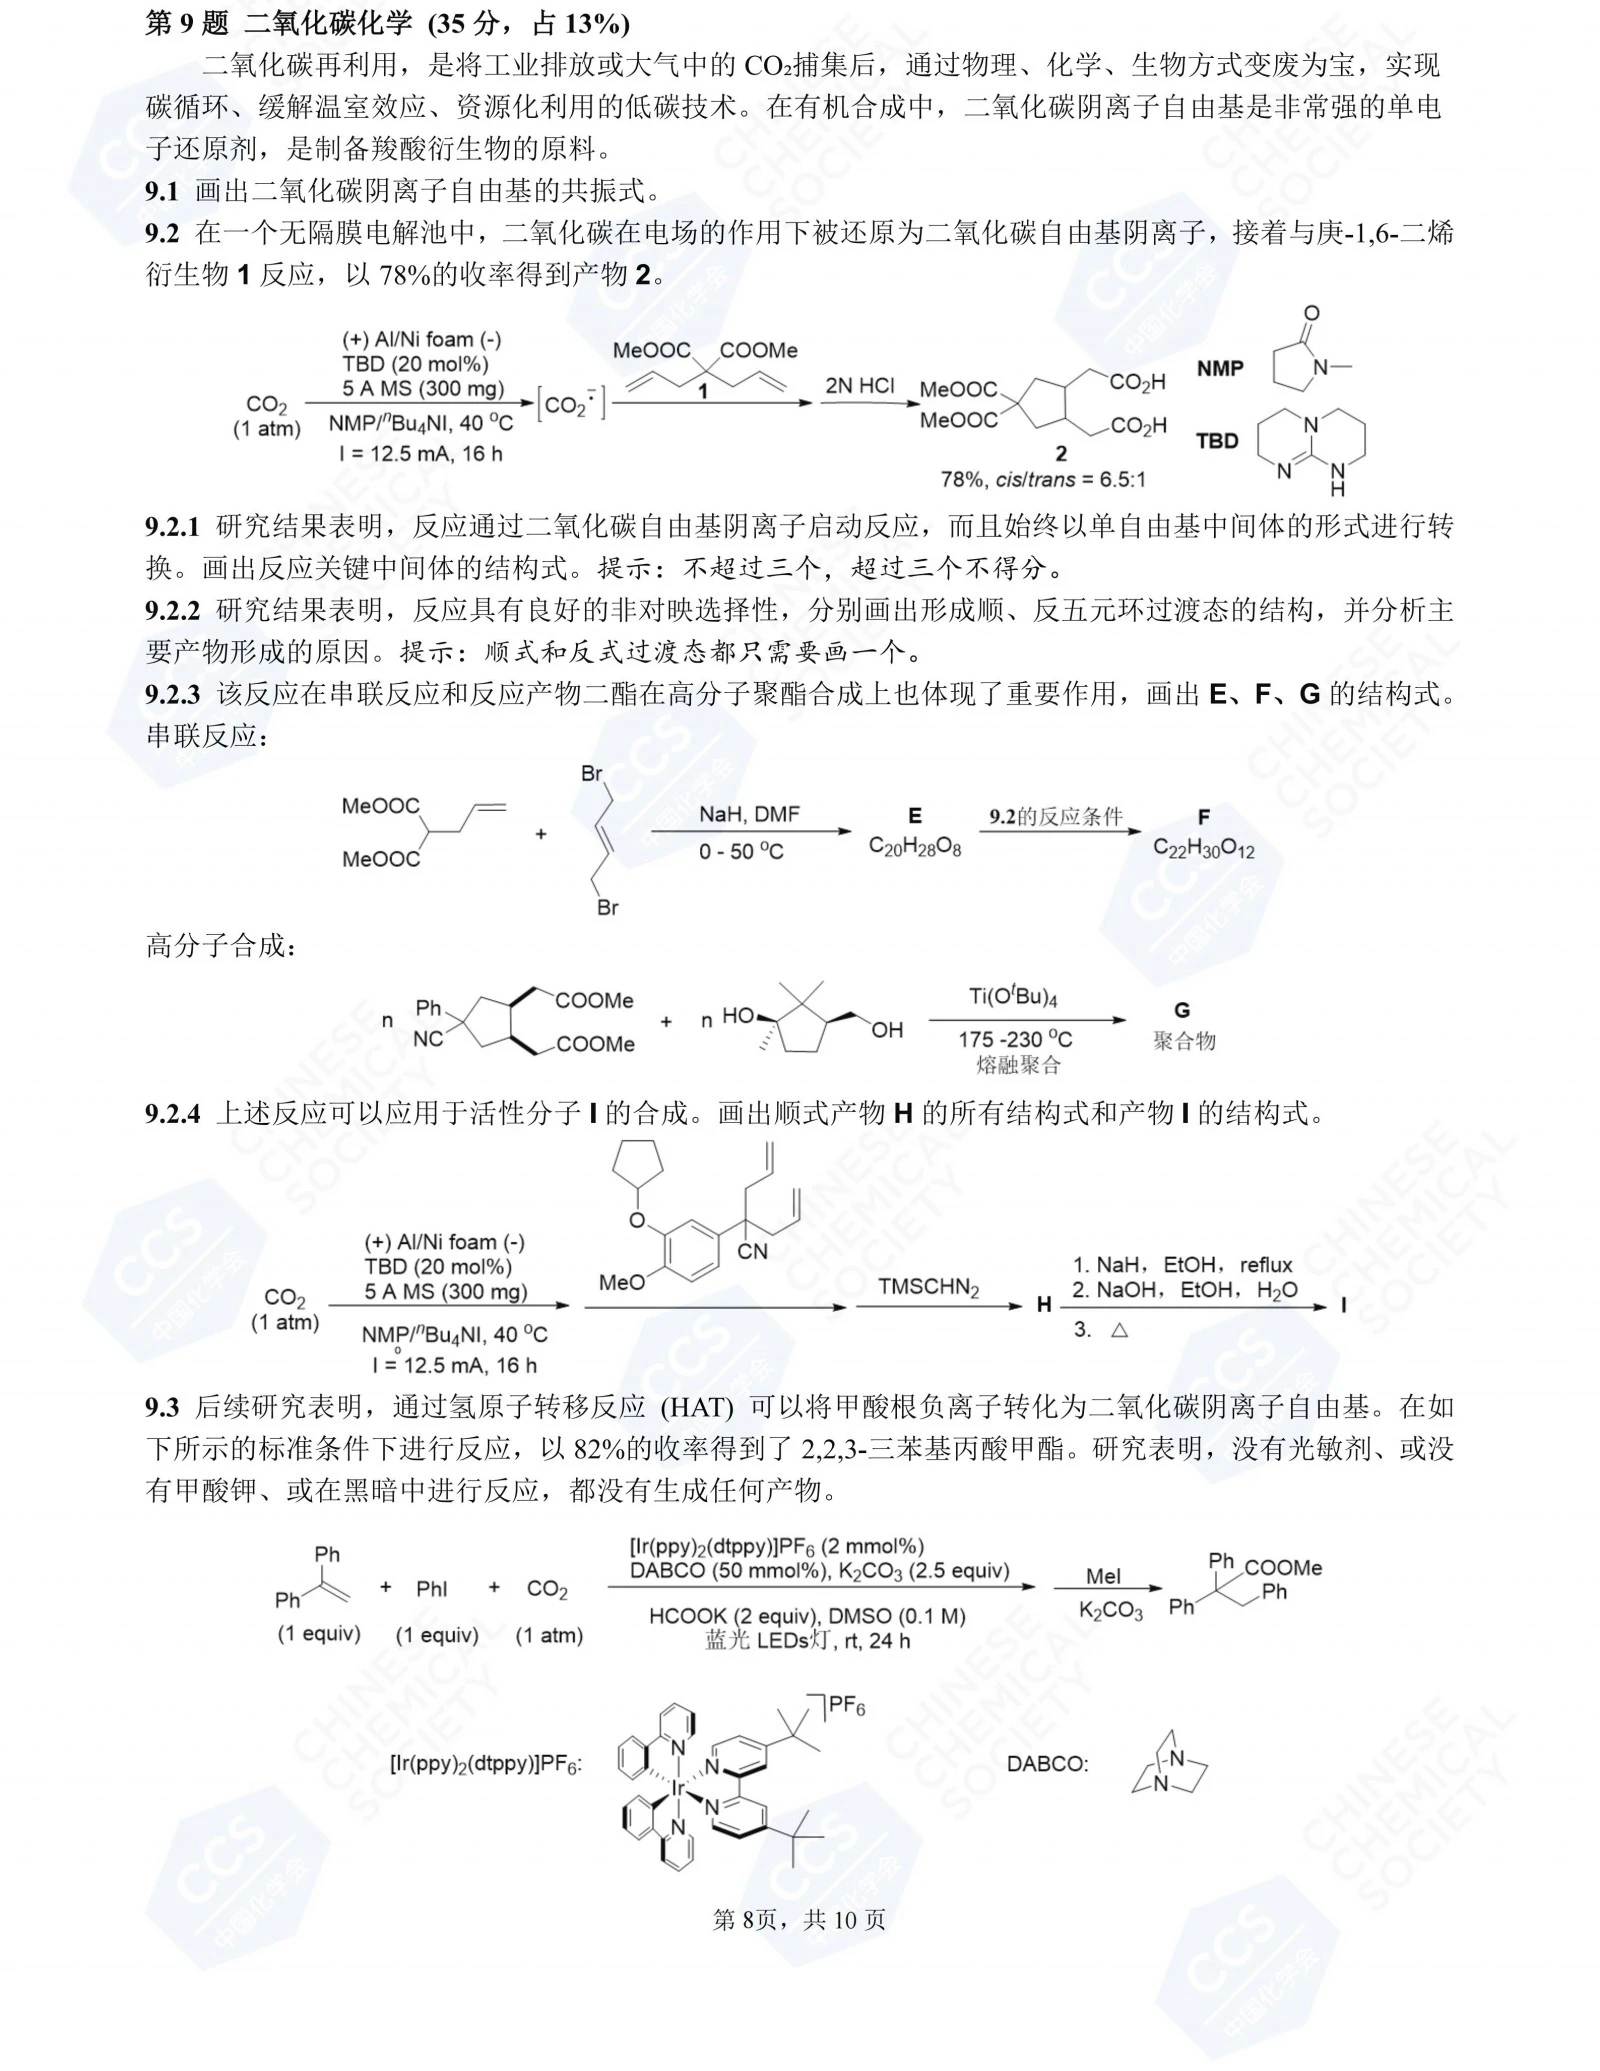 第 9 题 二氧化碳化学 (35 分，占 13%)
二氧化碳再利用，是将工业排放或大气中的 CO₂捕集后，通过物理、化学、生物方式变废为宝，实现
碳循环、缓解温室效应、资源化利用的低碳技术。在有机合成中，二氧化碳阴离子自由基是非常强的单电
子还原剂，是制备羧酸衍生物的原料。
9.1 画出二氧化碳阴离子自由基的共振式。
9.2 在一个无隔膜电解池中，二氧化碳在电场的作用下被还原为二氧化碳自由基阴离子，接着与庚-1,6-二烯
衍生物 1 反应，以 78%的收率得到产物 2。
(+) Al/Ni foam (-)
TBD (20 mol%)
5 A MS (300 mg)
CO₂
(1 atm)
NMP/ⁿBu₄NI, 40 ⁰C
I = 12.5 mA, 16 h
[CO₂⁻·]
MeOOC COOMe
1
2N HCl
MeOOC
MeOOC
CO₂H
CO₂H
2
78%, cis/trans = 6.5:1
NMP
O
N
TBD
N
N
N
H
9.2.1 研究结果表明，反应通过二氧化碳自由基阴离子启动反应，而且始终以单自由基中间体的形式进行转
换。画出反应关键中间体的结构式。提示：不超过三个，超过三个不得分。
9.2.2 研究结果表明，反应具有良好的非对映选择性，分别画出形成顺、反五元环过渡态的结构，并分析主
要产物形成的原因。提示：顺式和反式过渡态都只需要画一个。
9.2.3 该反应在串联反应和反应产物二酯在高分子聚酯合成上也体现了重要作用，画出 E、F、G 的结构式。
串联反应：
MeOOC
MeOOC
+
Br
Br
NaH, DMF
0 - 50 ⁰C
E
C₂₀H₂₈O₈
9.2的反应条件
F
C₂₂H₃₀O₁₂
高分子合成：
n
Ph
NC
COOMe
COOMe
+
n
HO
OH
Ti(OᵗBu)₄
175 -230 ⁰C
熔融聚合
G
聚合物
9.2.4 上述反应可以应用于活性分子 I 的合成。画出顺式产物 H 的所有结构式和产物 I 的结构式。
(+) Al/Ni foam (-)
TBD (20 mol%)
5 A MS (300 mg)
CO₂
(1 atm)
NMP/ⁿBu₄NI, 40 ⁰C
I = 12.5 mA, 16 h
O
MeO
CN
TMSCHN₂
H
1. NaH，EtOH，reflux
2. NaOH，EtOH，H₂O
3. △
I
9.3 后续研究表明，通过氢原子转移反应 (HAT) 可以将甲酸根负离子转化为二氧化碳阴离子自由基。在如
下所示的标准条件下进行反应，以 82%的收率得到了 2,2,3-三苯基丙酸甲酯。研究表明，没有光敏剂、或没
有甲酸钾、或在黑暗中进行反应，都没有生成任何产物。
Ph
Ph
(1 equiv)
+
PhI
(1 equiv)
+
CO₂
(1 atm)
[Ir(ppy)₂(dtppy)]PF₆ (2 mmol%)
DABCO (50 mmol%), K₂CO₃ (2.5 equiv)
HCOOK (2 equiv), DMSO (0.1 M)
蓝光 LEDs灯, rt, 24 h
MeI
K₂CO₃
Ph COOMe
Ph
Ph
[Ir(ppy)₂(dtppy)]PF₆:
N
N
Ir
N
N
PF₆
DABCO:
N
N
第 8页，共 10 页
CCS
中国化学会
CHINESE
CHEMICAL
SOCIETY